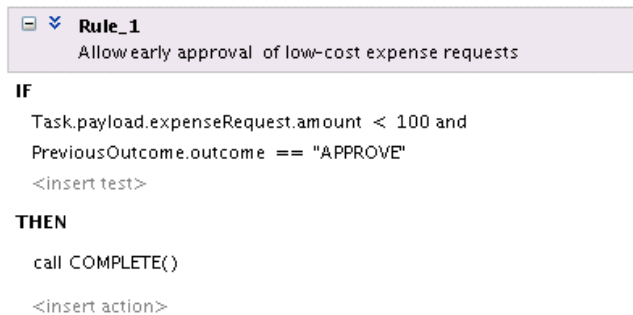 Rule_1
Allow early approval of low-cost expense requests
IF
Task.payload.expenseRequest.amount < 100 and
PreviousOutcome.outcome == "APPROVE"
<insert test>
THEN
call COMPLETE()
<insert action>